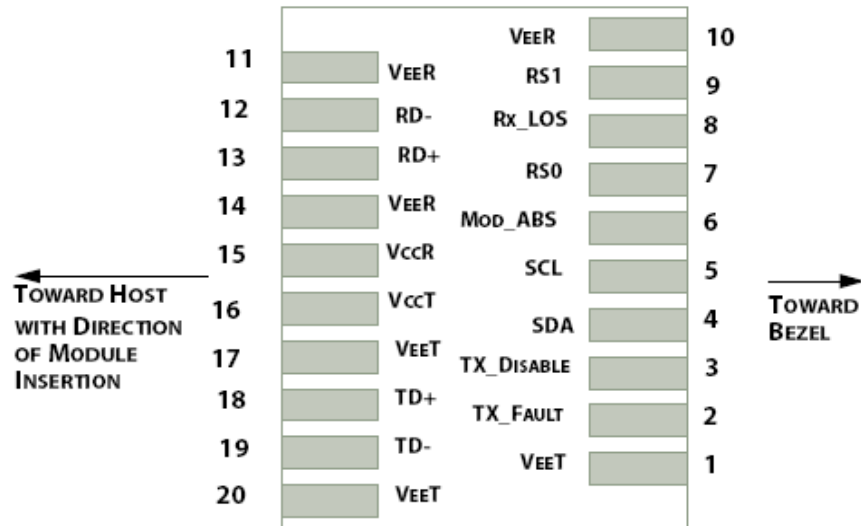 11 VEER
12 RD-
13 RD+
14 VEER
15 VCCR
16 VCCT
17 VEET
18 TD+
19 TD-
20 VEET
VEER 10
RS1 9
Rx_LOS 8
RS0 7
MOD_ABS 6
SCL 5
SDA 4
TX_DISABLE 3
TX_FAULT 2
VEET 1
TOWARD HOST
WITH DIRECTION
OF MODULE
INSERTION
TOWARD
BEZEL